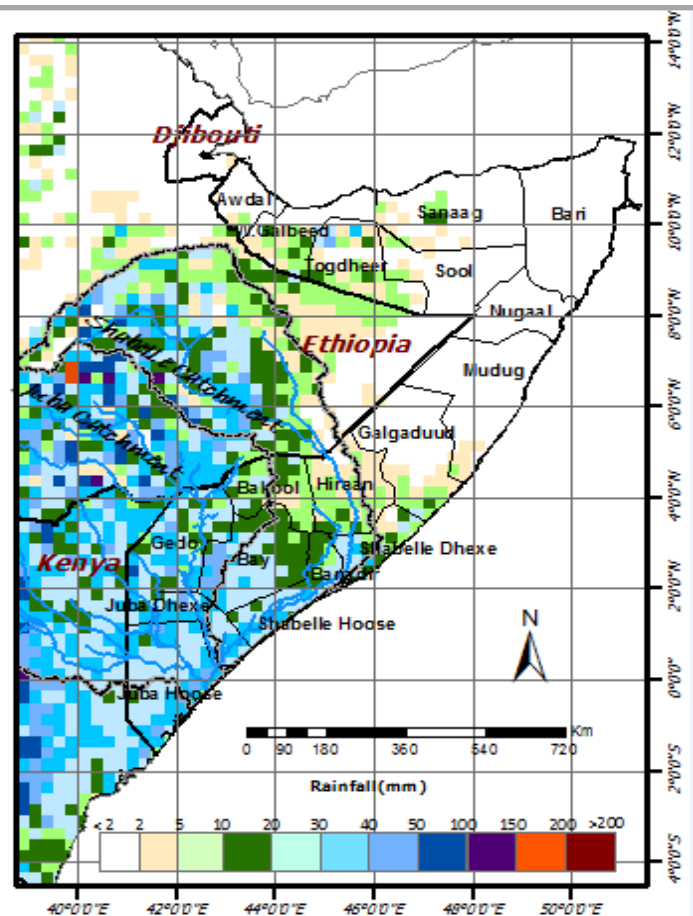 14°0'0"N
Djibouti
12°0'0"N
Awdal
Sanaag
Bari
W.Galbeed
10°0'0"N
Togdheer
Sool
Nugaal
8°0'0"N
Shabelle Catchment
Ethiopia
Mudug
Juba Catchment
6°0'0"N
Galgaduud
Bakool
Hiraan
4°0'0"N
Gedo
Shabelle Dhexe
Kenya
Bay
Banadir
2°0'0"N
Juba Dhexe
Shabelle Hoose
N
0°0'0"
Juba Hoose
Km
0 90 180 360 540 720
2°0'0"S
Rainfall(mm)
<2 2 5 10 20 30 40 50 100 150 200 >200
4°0'0"S
40°0'0"E 42°0'0"E 44°0'0"E 46°0'0"E 48°0'0"E 50°0'0"E